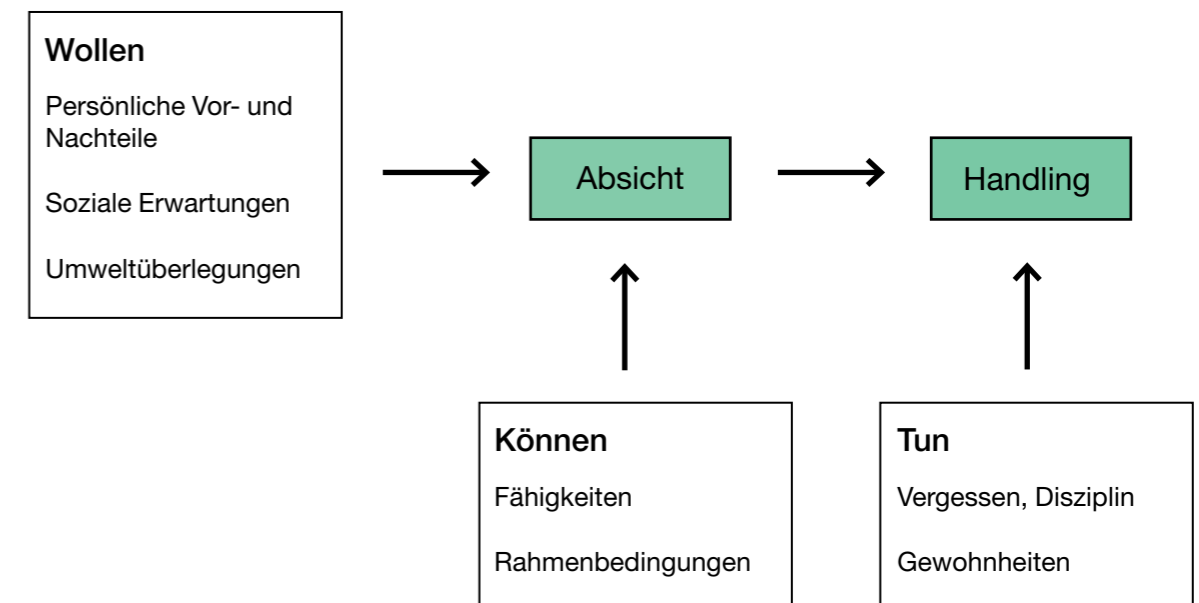 Wollen
Persönliche Vor- und
Nachteile
Soziale Erwartungen
Umweltüberlegungen
Absicht
Handling
Können
Fähigkeiten
Rahmenbedingungen
Tun
Vergessen, Disziplin
Gewohnheiten